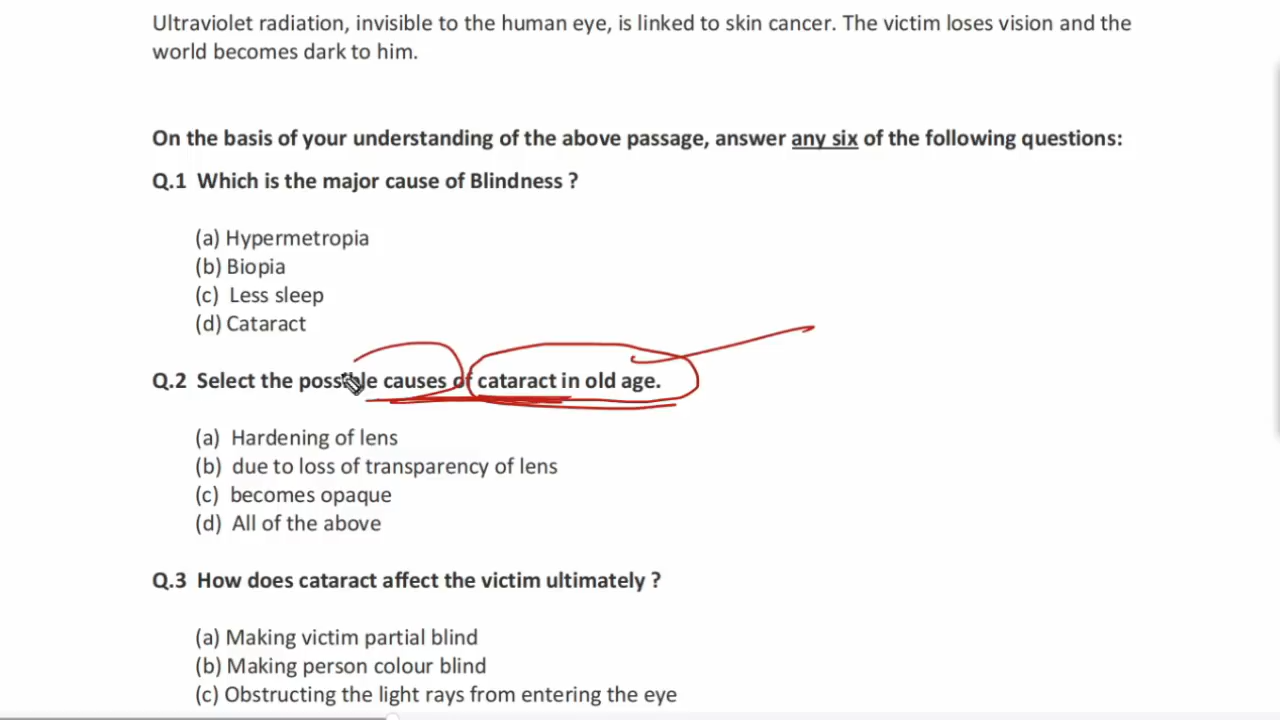 Ultraviolet radiation, invisible to the human eye, is linked to skin cancer. The victim loses vision and the
world becomes dark to him.
On the basis of your understanding of the above passage, answer any six of the following questions:
Q.1 Which is the major cause of Blindness ?
(a) Hypermetropia
(b) Biopia
(c) Less sleep
(d) Cataract
Q.2 Select the possible causes of cataract in old age.
(a) Hardening of lens
(b) due to loss of transparency of lens
(c) becomes opaque
(d) All of the above
Q.3 How does cataract affect the victim ultimately ?
(a) Making victim partial blind
(b) Making person colour blind
(c) Obstructing the light rays from entering the eye